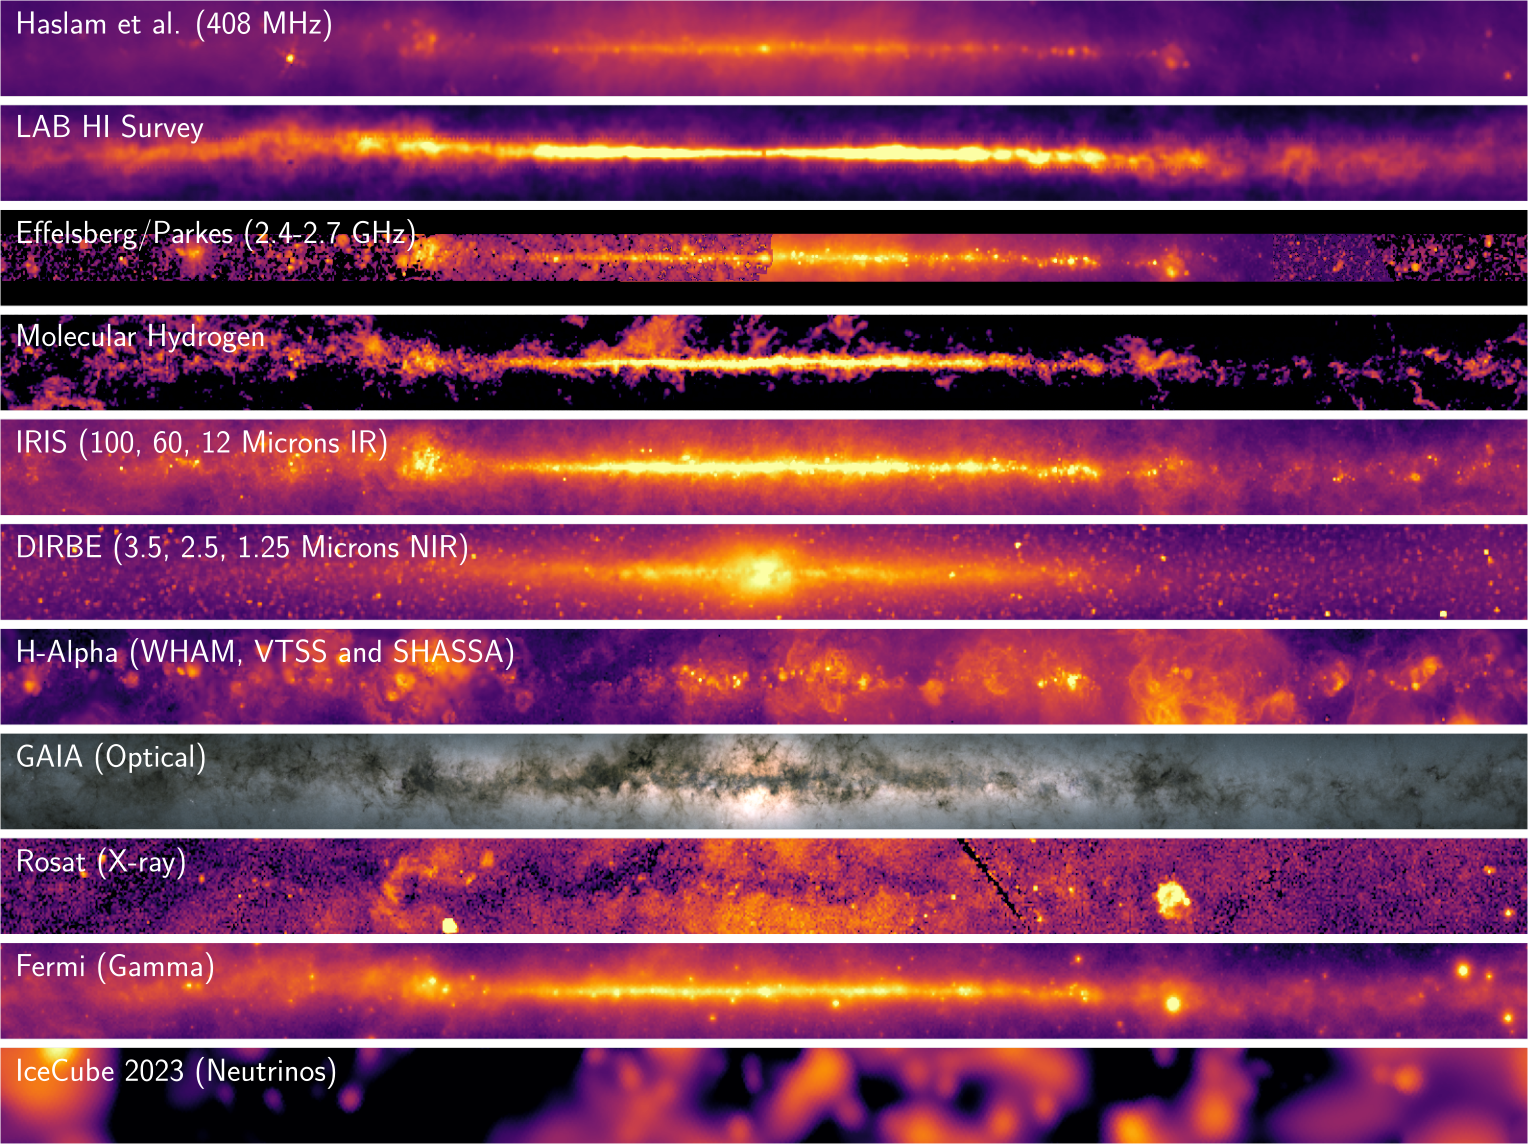 Haslam et al. (408 MHz)
LAB HI Survey
Effelsberg/Parkes (2.4-2.7 GHz)
Molecular Hydrogen
IRIS (100, 60, 12 Microns IR)
DIRBE (3.5, 2.5, 1.25 Microns NIR)
H-Alpha (WHAM, VTSS and SHASSA)
GAIA (Optical)
Rosat (X-ray)
Fermi (Gamma)
IceCube 2023 (Neutrinos)